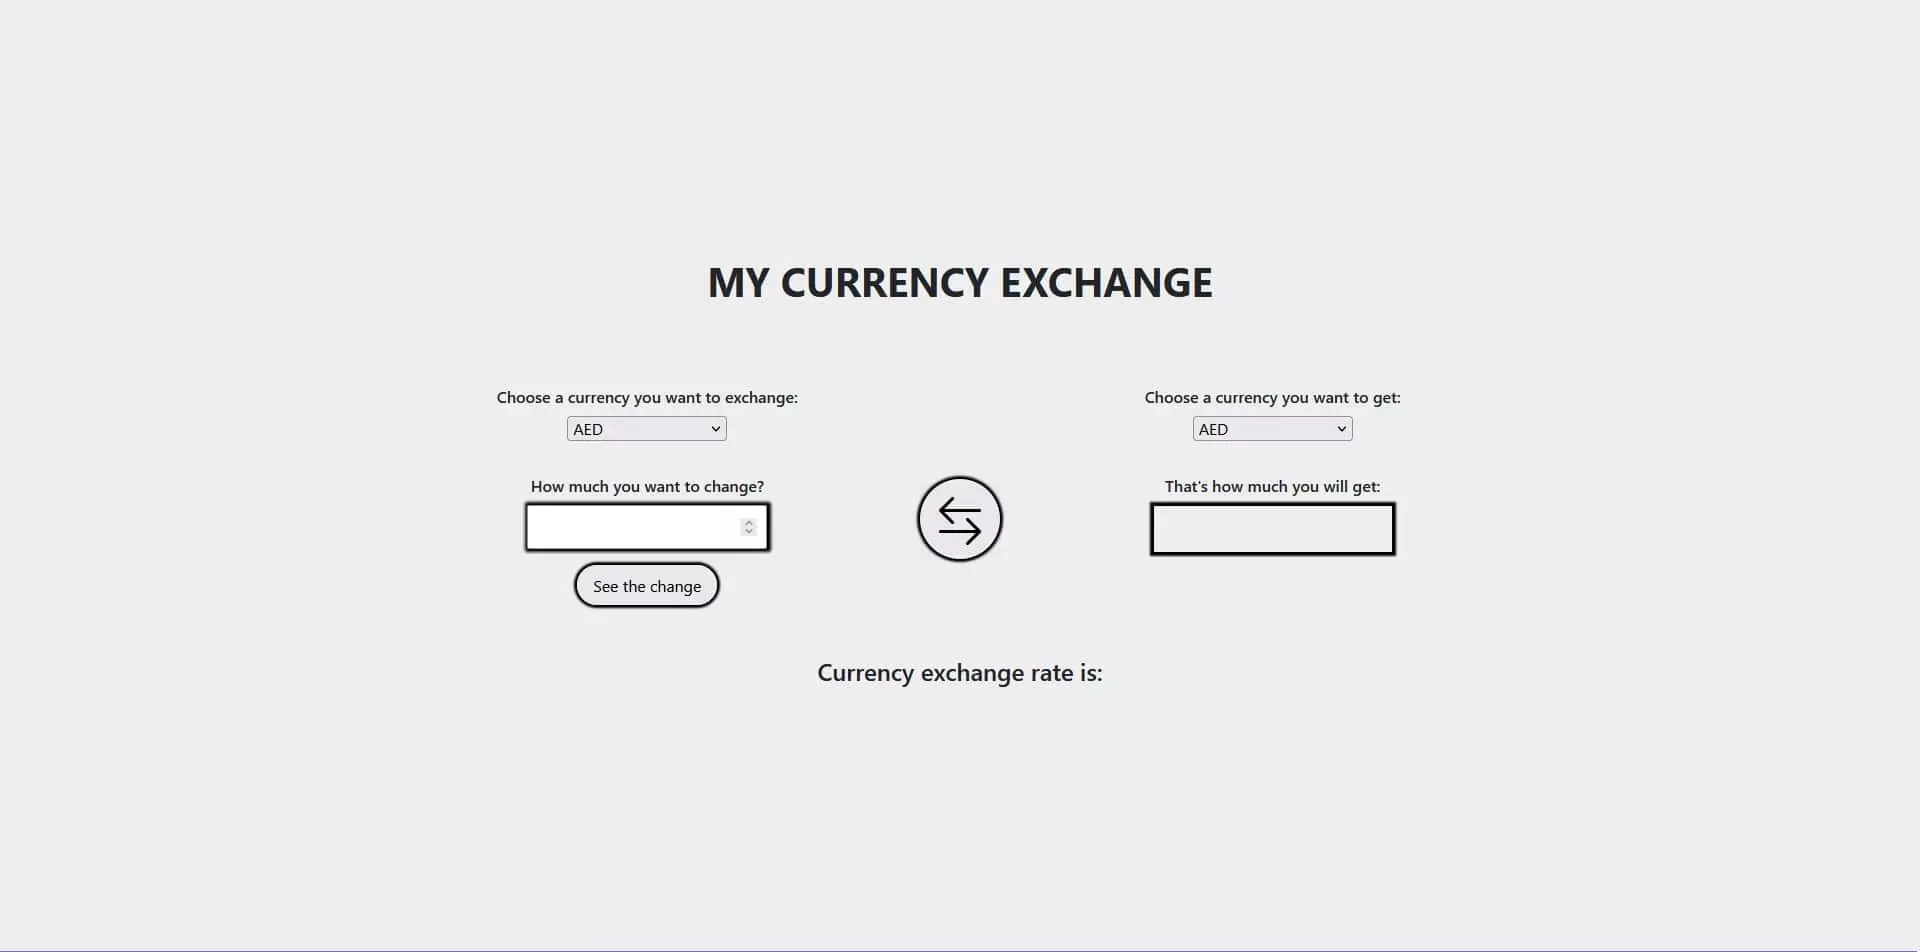 MY CURRENCY EXCHANGE
Choose a currency you want to exchange:
AED
Choose a currency you want to get:
AED
How much you want to change?
See the change
That's how much you will get:
Currency exchange rate is: